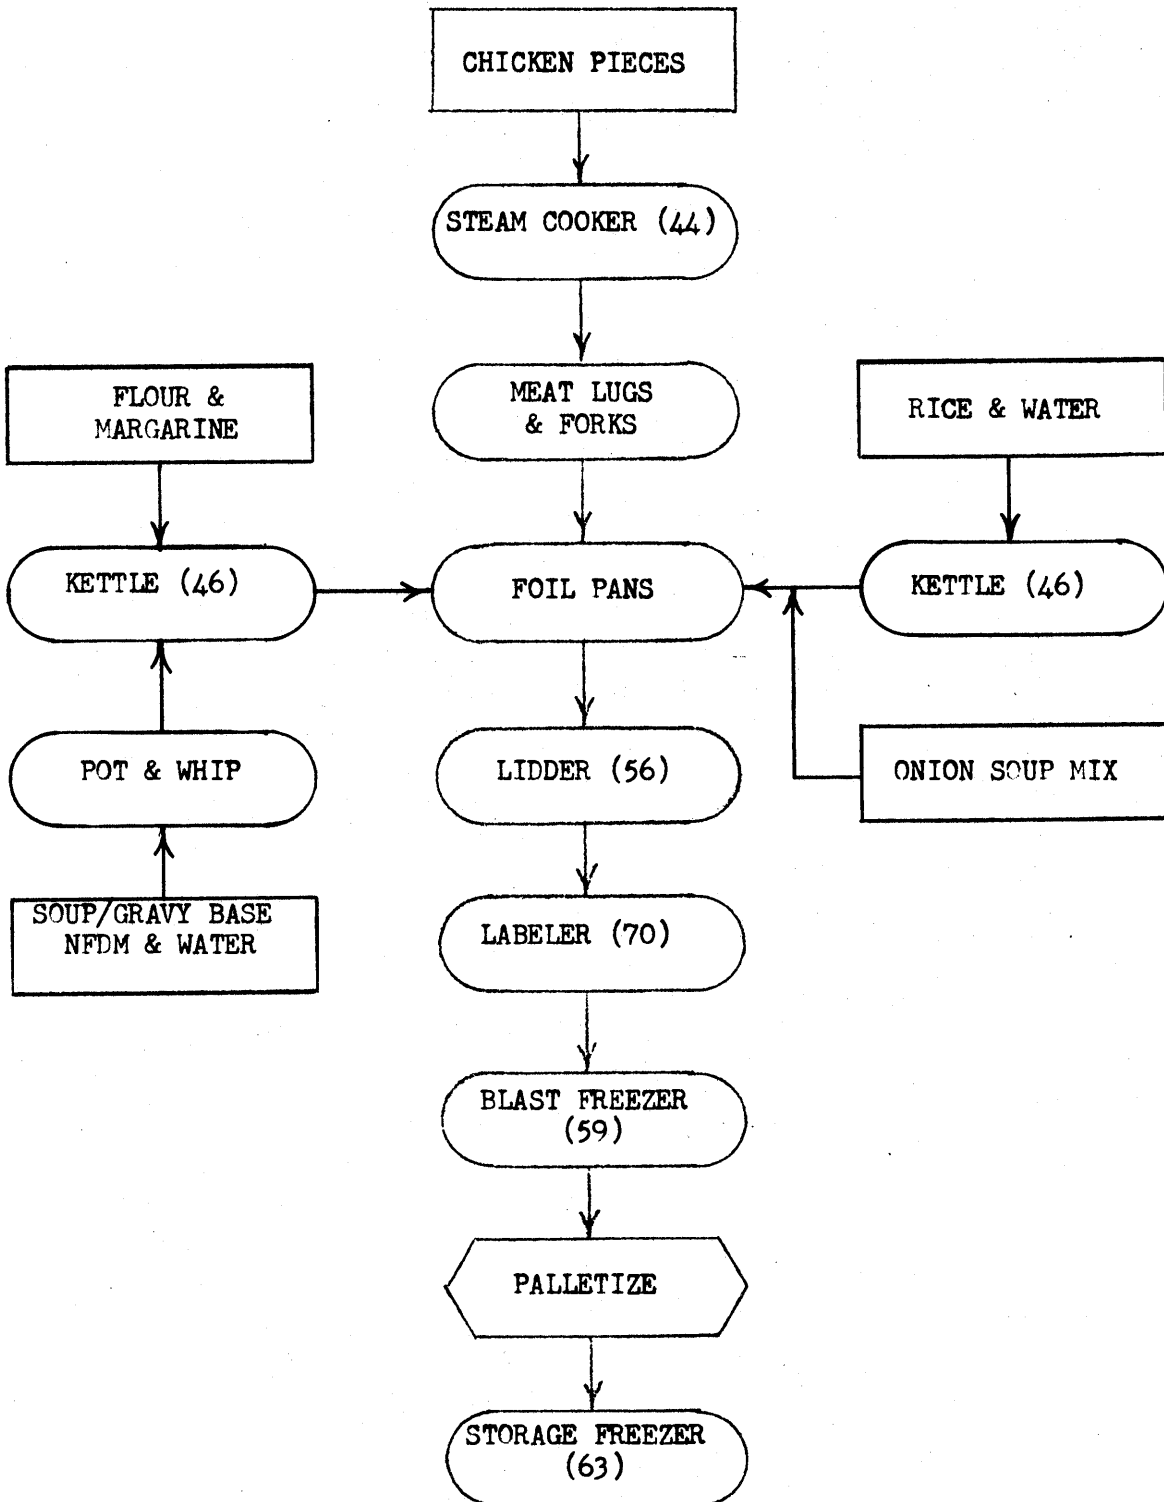 CHICKEN PIECES
STEAM COOKER (44)
MEAT LUGS
& FORKS
FLOUR &
MARGARINE
RICE & WATER
KETTLE (46)
FOIL PANS
KETTLE (46)
POT & WHIP
LIDDER (56)
ONION SOUP MIX
SOUP/GRAVY BASE
NFDM & WATER
LABELER (70)
BLAST FREEZER
(59)
PALLETIZE
STORAGE FREEZER
(63)